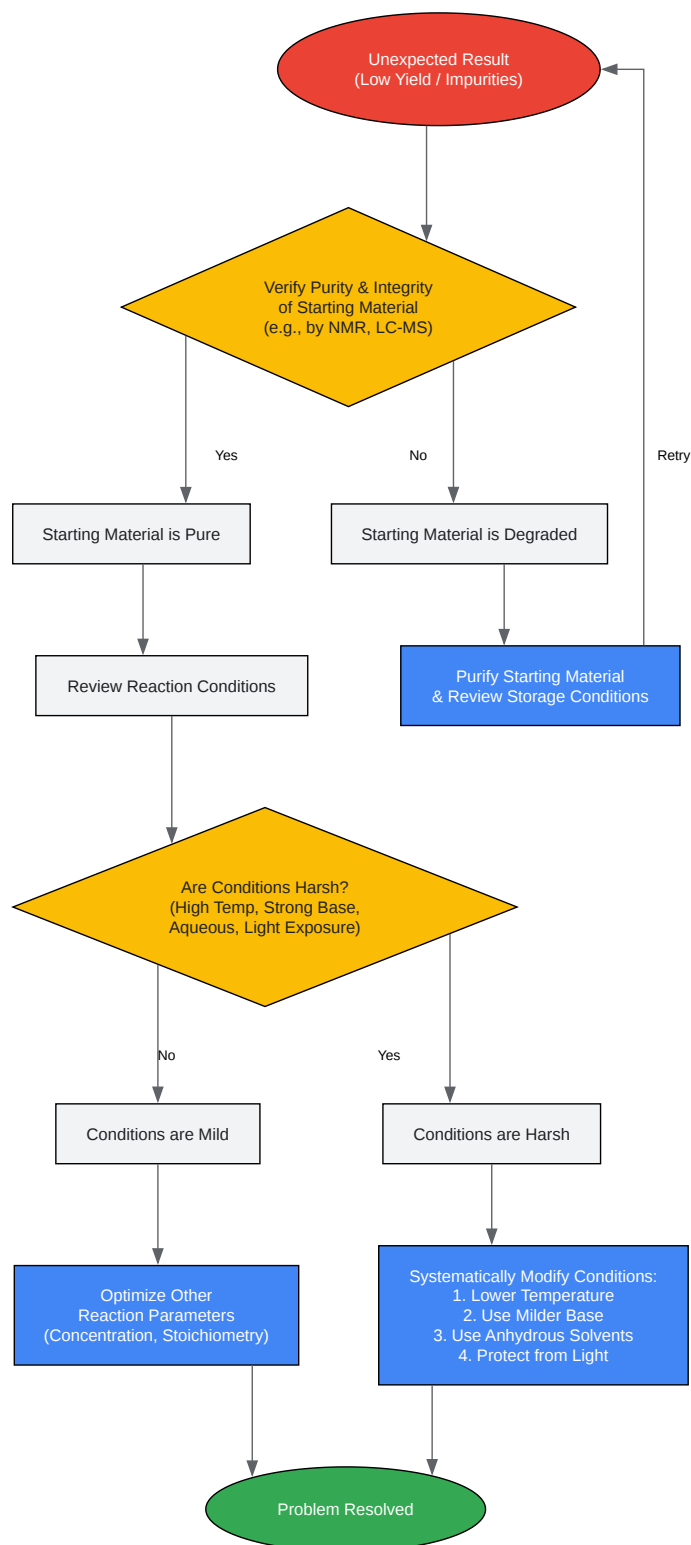 Unexpected Result
(Low Yield / Impurities)
Verify Purity & Integrity
of Starting Material
(e.g., by NMR, LC-MS)
Yes
No
Retry
Starting Material is Pure
Starting Material is Degraded
Review Reaction Conditions
Purify Starting Material
& Review Storage Conditions
Are Conditions Harsh?
(High Temp, Strong Base,
Aqueous, Light Exposure)
No
Yes
Conditions are Mild
Conditions are Harsh
Optimize Other
Reaction Parameters
(Concentration, Stoichiometry)
Systematically Modify Conditions:
1. Lower Temperature
2. Use Milder Base
3. Use Anhydrous Solvents
4. Protect from Light
Problem Resolved